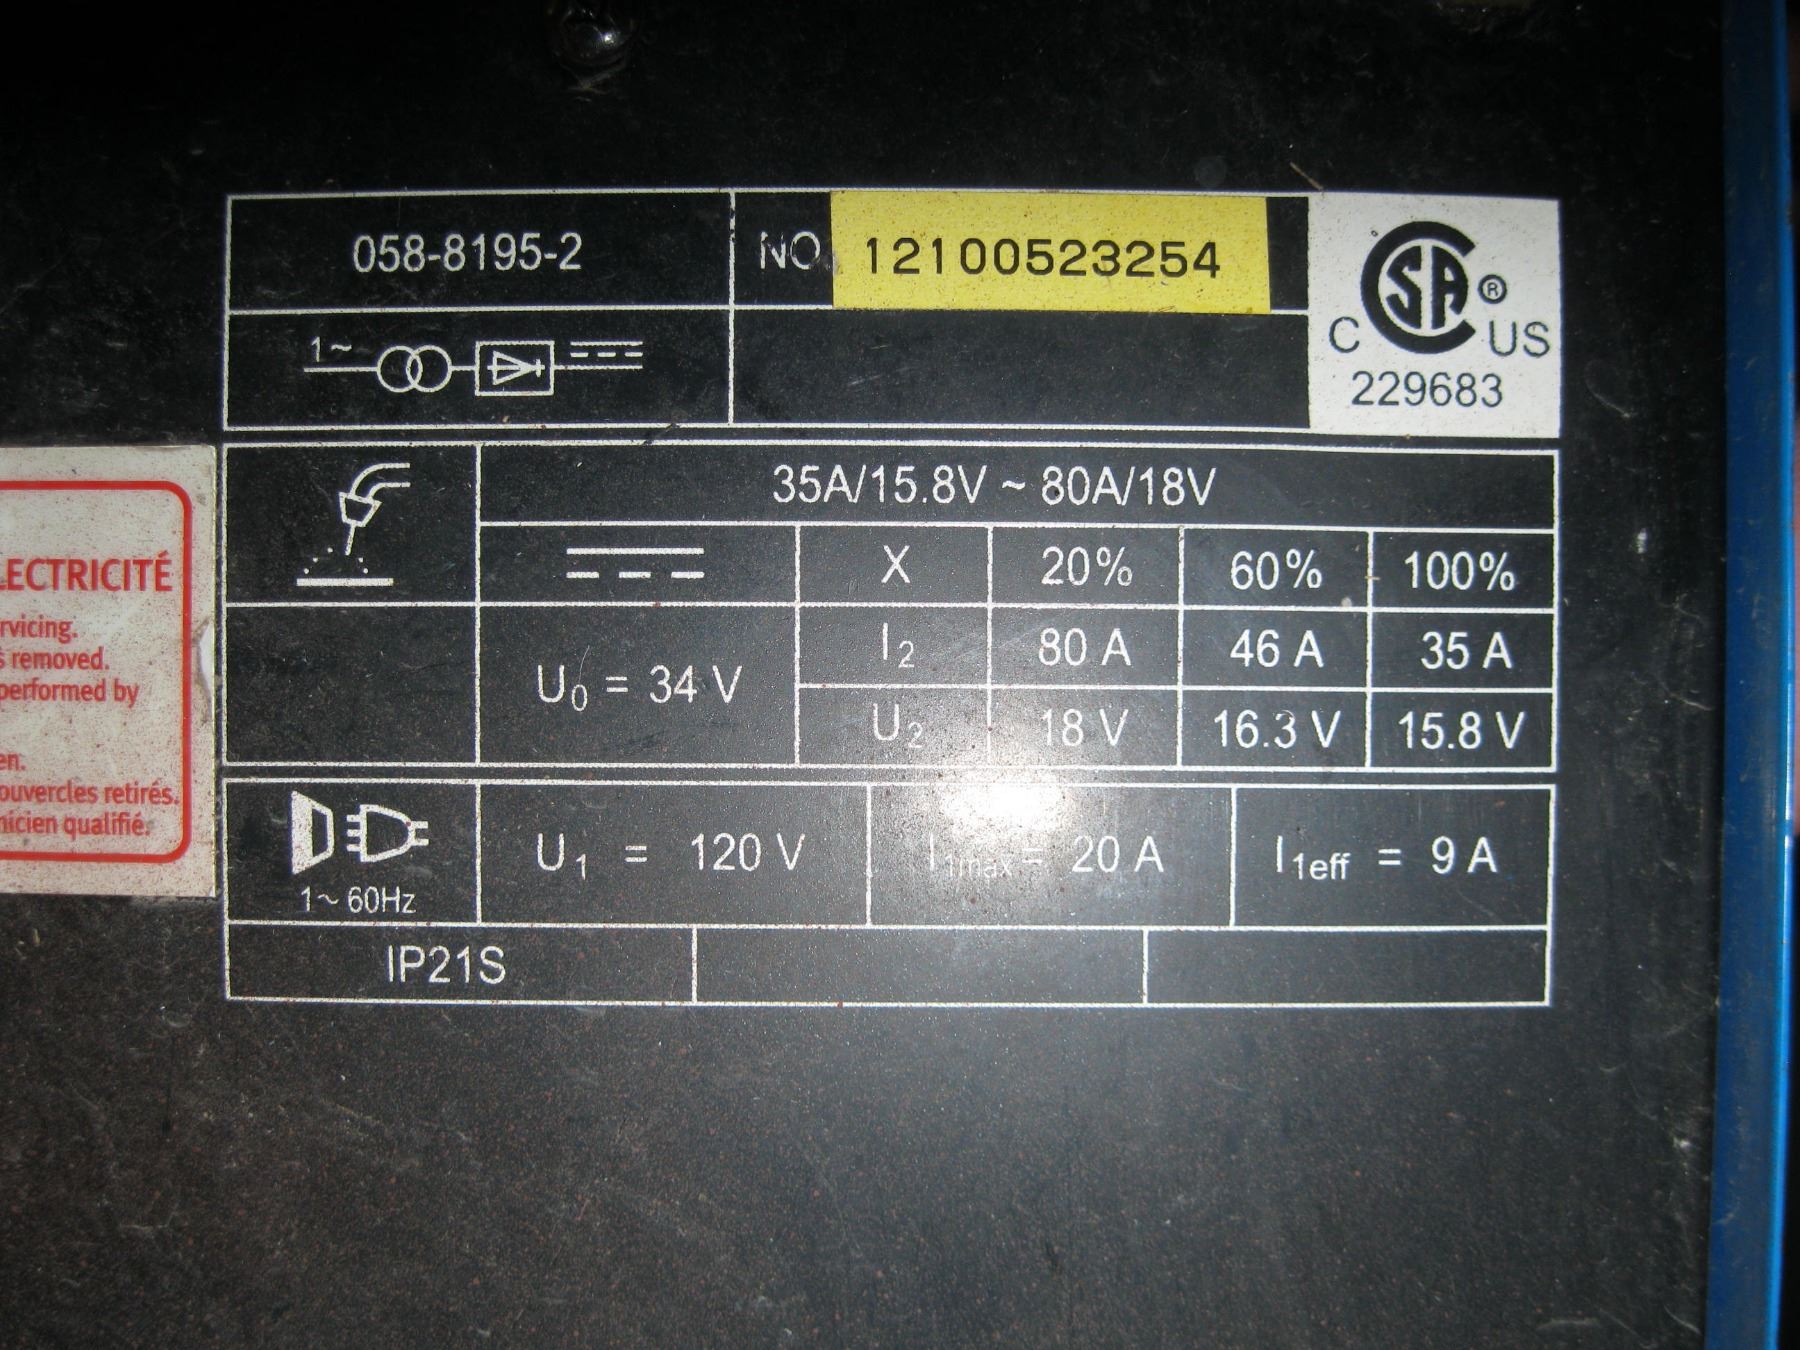 058-8195-2
NO. 12100523254
CSA ®
C US
229683
1~
35A/15.8V ~ 80A/18V
X 20% 60% 100%
I2 80 A 46 A 35 A
U0 = 34 V
U2 18 V 16.3 V 15.8 V
U1 = 120 V I1max = 20 A I1eff = 9 A
1~ 60Hz
IP21S
LECTRICITÉ
rvicing.
s removed.
performed by
en.
ouvercles retirés.
nicien qualifié.